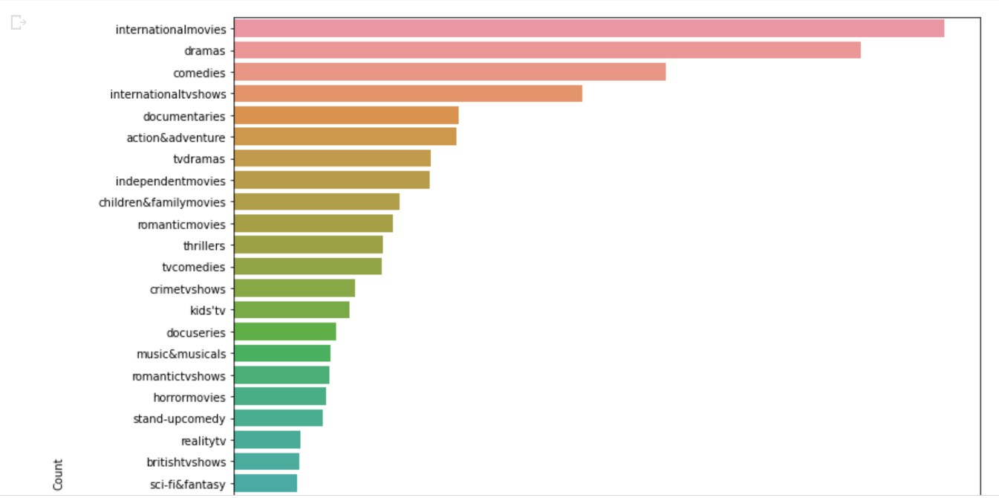 internationalmovies
dramas
comedies
internationaltvshows
documentaries
action&adventure
tvdramas
independentmovies
children&familymovies
romanticmovies
thrillers
tvcomedies
crimetvshows
kids'tv
docuseries
music&musicals
romantictvshows
horrormovies
stand-upcomedy
realitytv
britishtvshows
sci-fi&fantasy
Count